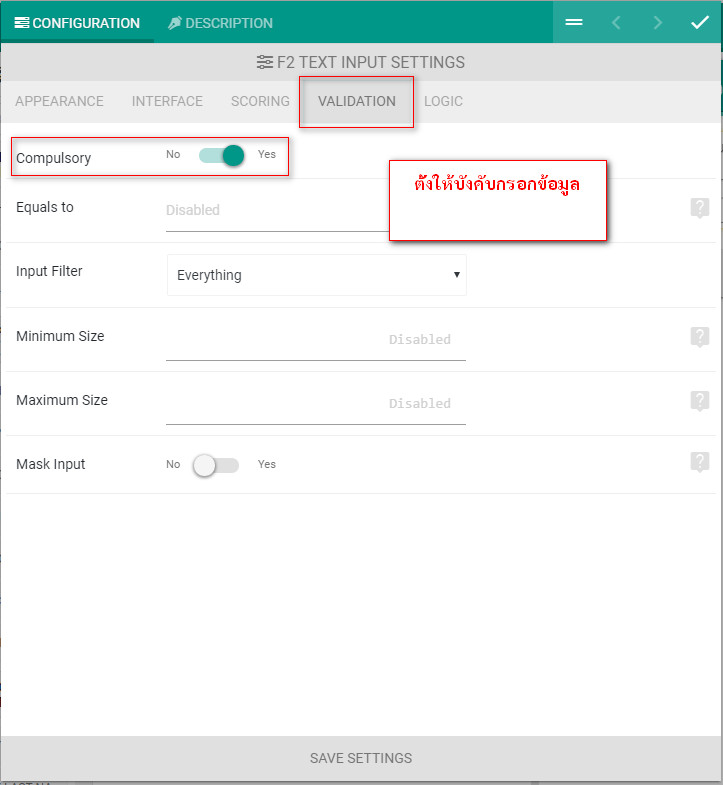 CONFIGURATION DESCRIPTION
F2 TEXT INPUT SETTINGS
APPEARANCE INTERFACE SCORING VALIDATION LOGIC
Compulsory No Yes
ตั้งให้บังคับกรอกข้อมูล
Equals to Disabled
Input Filter Everything
Minimum Size Disabled
Maximum Size Disabled
Mask Input No Yes
SAVE SETTINGS